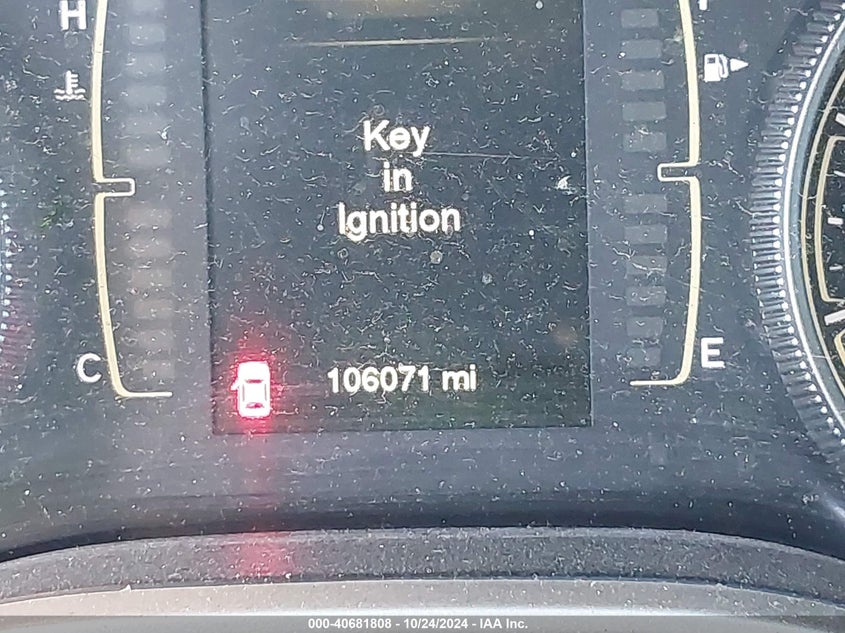 H
Key
in
Ignition
C
106071 mi
E
000-40681808 - 10/24/2024 - IAA Inc.